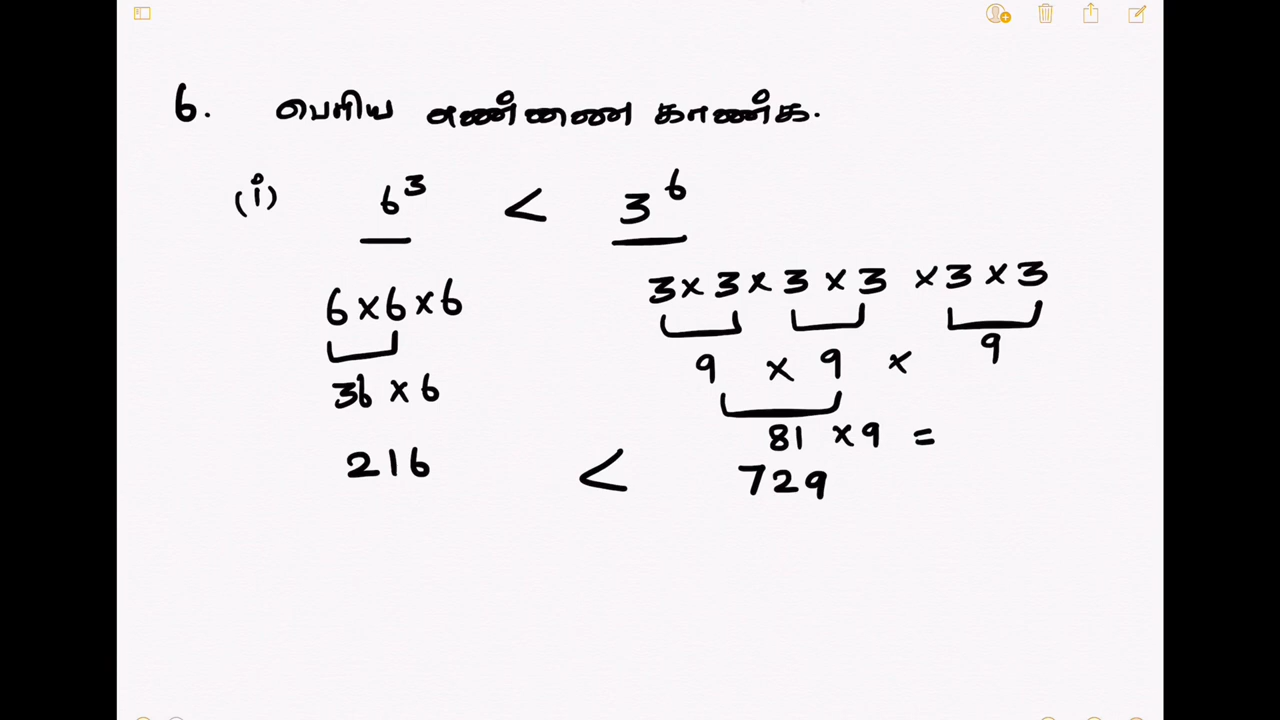 6. பெரிய எண்ணை காண்க.
(i) 6³ < 3⁶
6 × 6 × 6 3 × 3 × 3 × 3 × 3 × 3
36 × 6 9 × 9 × 9
81 × 9 =
216 < 729